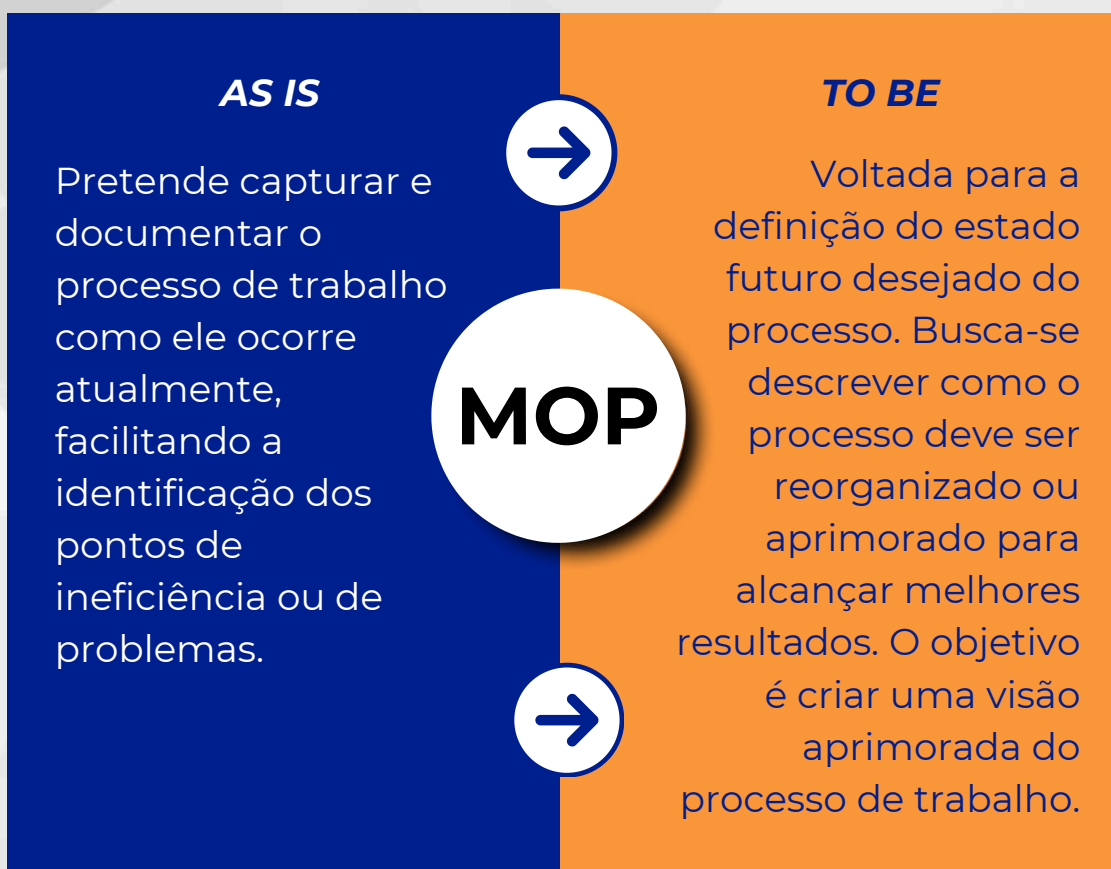 AS IS
Pretende capturar e
documentar o
processo de trabalho
como ele ocorre
atualmente,
facilitando a
identificação dos
pontos de
ineficiência ou de
problemas.
MOP
TO BE
Voltada para a
definição do estado
futuro desejado do
processo. Busca-se
descrever como o
processo deve ser
reorganizado ou
aprimorado para
alcançar melhores
resultados. O objetivo
é criar uma visão
aprimorada do
processo de trabalho.